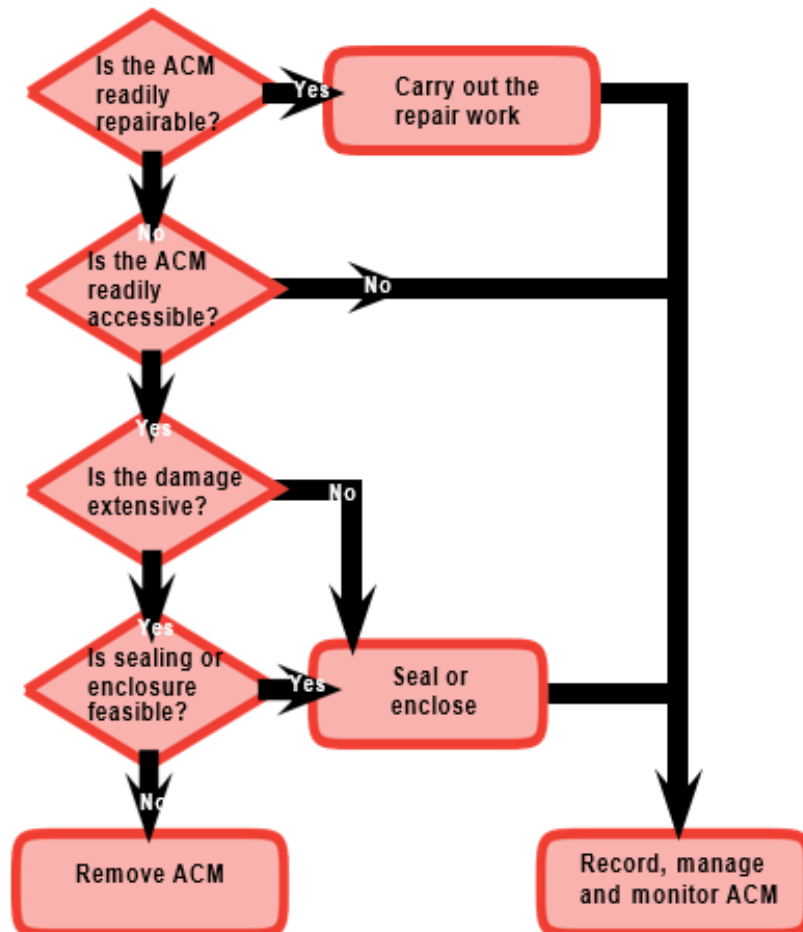 Is the ACM
readily
repairable?
Yes
Carry out the
repair work
No
Is the ACM
readily
accessible?
No
Yes
Is the damage
extensive?
No
Yes
Is sealing or
enclosure
feasible?
Yes
Seal or
enclose
No
Remove ACM
Record, manage
and monitor ACM